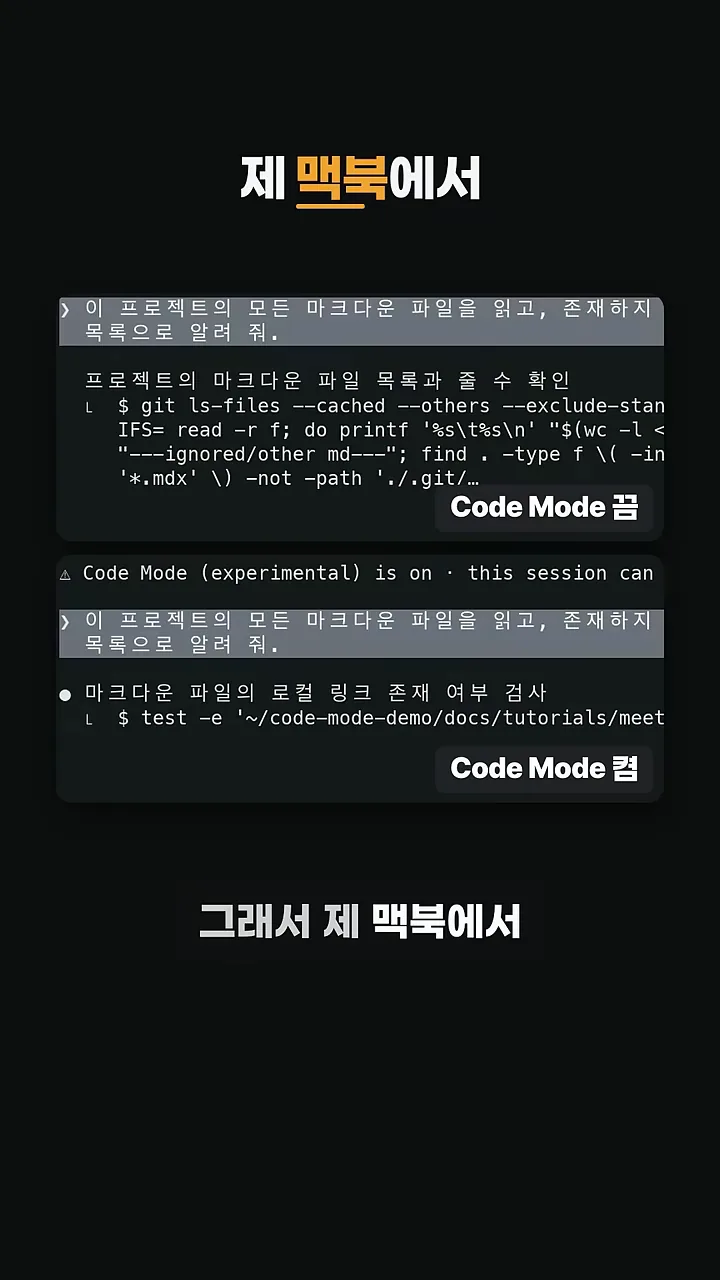 제 맥북에서
❯ 이 프로젝트의 모든 마크다운 파일을 읽고, 존재하지
목록으로 알려 줘.
프로젝트의 마크다운 파일 목록과 줄 수 확인
└ $ git ls-files --cached --others --exclude-stan
IFS= read -r f; do printf '%s\t%s\n' "$(wc -l <
"---ignored/other md---"; find . -type f \( -in
'*.mdx' \) -not -path './.git/…
Code Mode 끔
⚠ Code Mode (experimental) is on · this session can
❯ 이 프로젝트의 모든 마크다운 파일을 읽고, 존재하지
목록으로 알려 줘.
● 마크다운 파일의 로컬 링크 존재 여부 검사
└ $ test -e '~/code-mode-demo/docs/tutorials/meet
Code Mode 켬
그래서 제 맥북에서